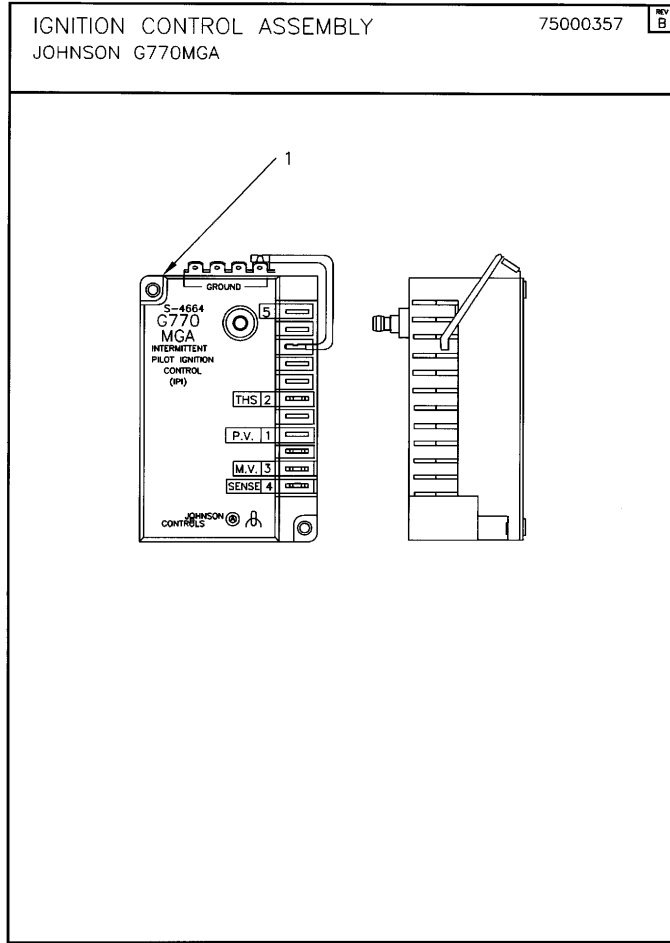 IGNITION CONTROL ASSEMBLY
75000357
REV
B
JOHNSON G770MGA
1
GROUND
S-4664
5
G770
MGA
INTERMITTENT
PILOT IGNITION
CONTROL
(IPI)
THS 2
P.V. 1
M.V. 3
SENSE 4
JOHNSON
CONTROLS